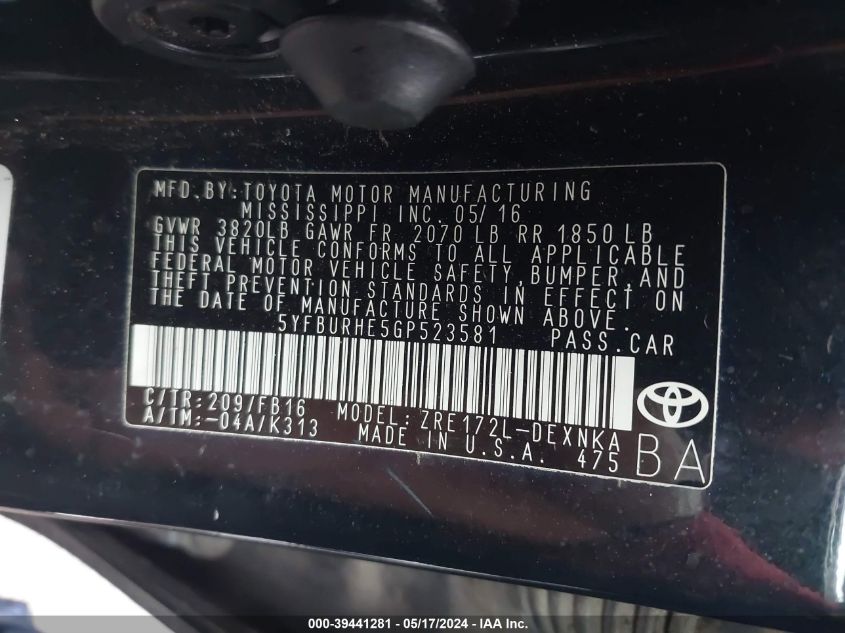 MFD. BY: TOYOTA MOTOR MANUFACTURING
MISSISSIPPI INC. 05/16
GVWR 3820LB GAWR FR 2070 LB RR 1850 LB
THIS VEHICLE CONFORMS TO ALL APPLICABLE
FEDERAL MOTOR VEHICLE SAFETY, BUMPER, AND
THEFT PREVENTION STANDARDS IN EFFECT ON
THE DATE OF MANUFACTURE SHOWN ABOVE.
5YFBURHE5GP523581 PASS. CAR
C/TR: 209/FB16 MODEL: ZRE172L-DEXNKA
A/TM: -04A/K313 MADE IN U.S.A. 475
BA
000-39441281 - 05/17/2024 - IAA Inc.